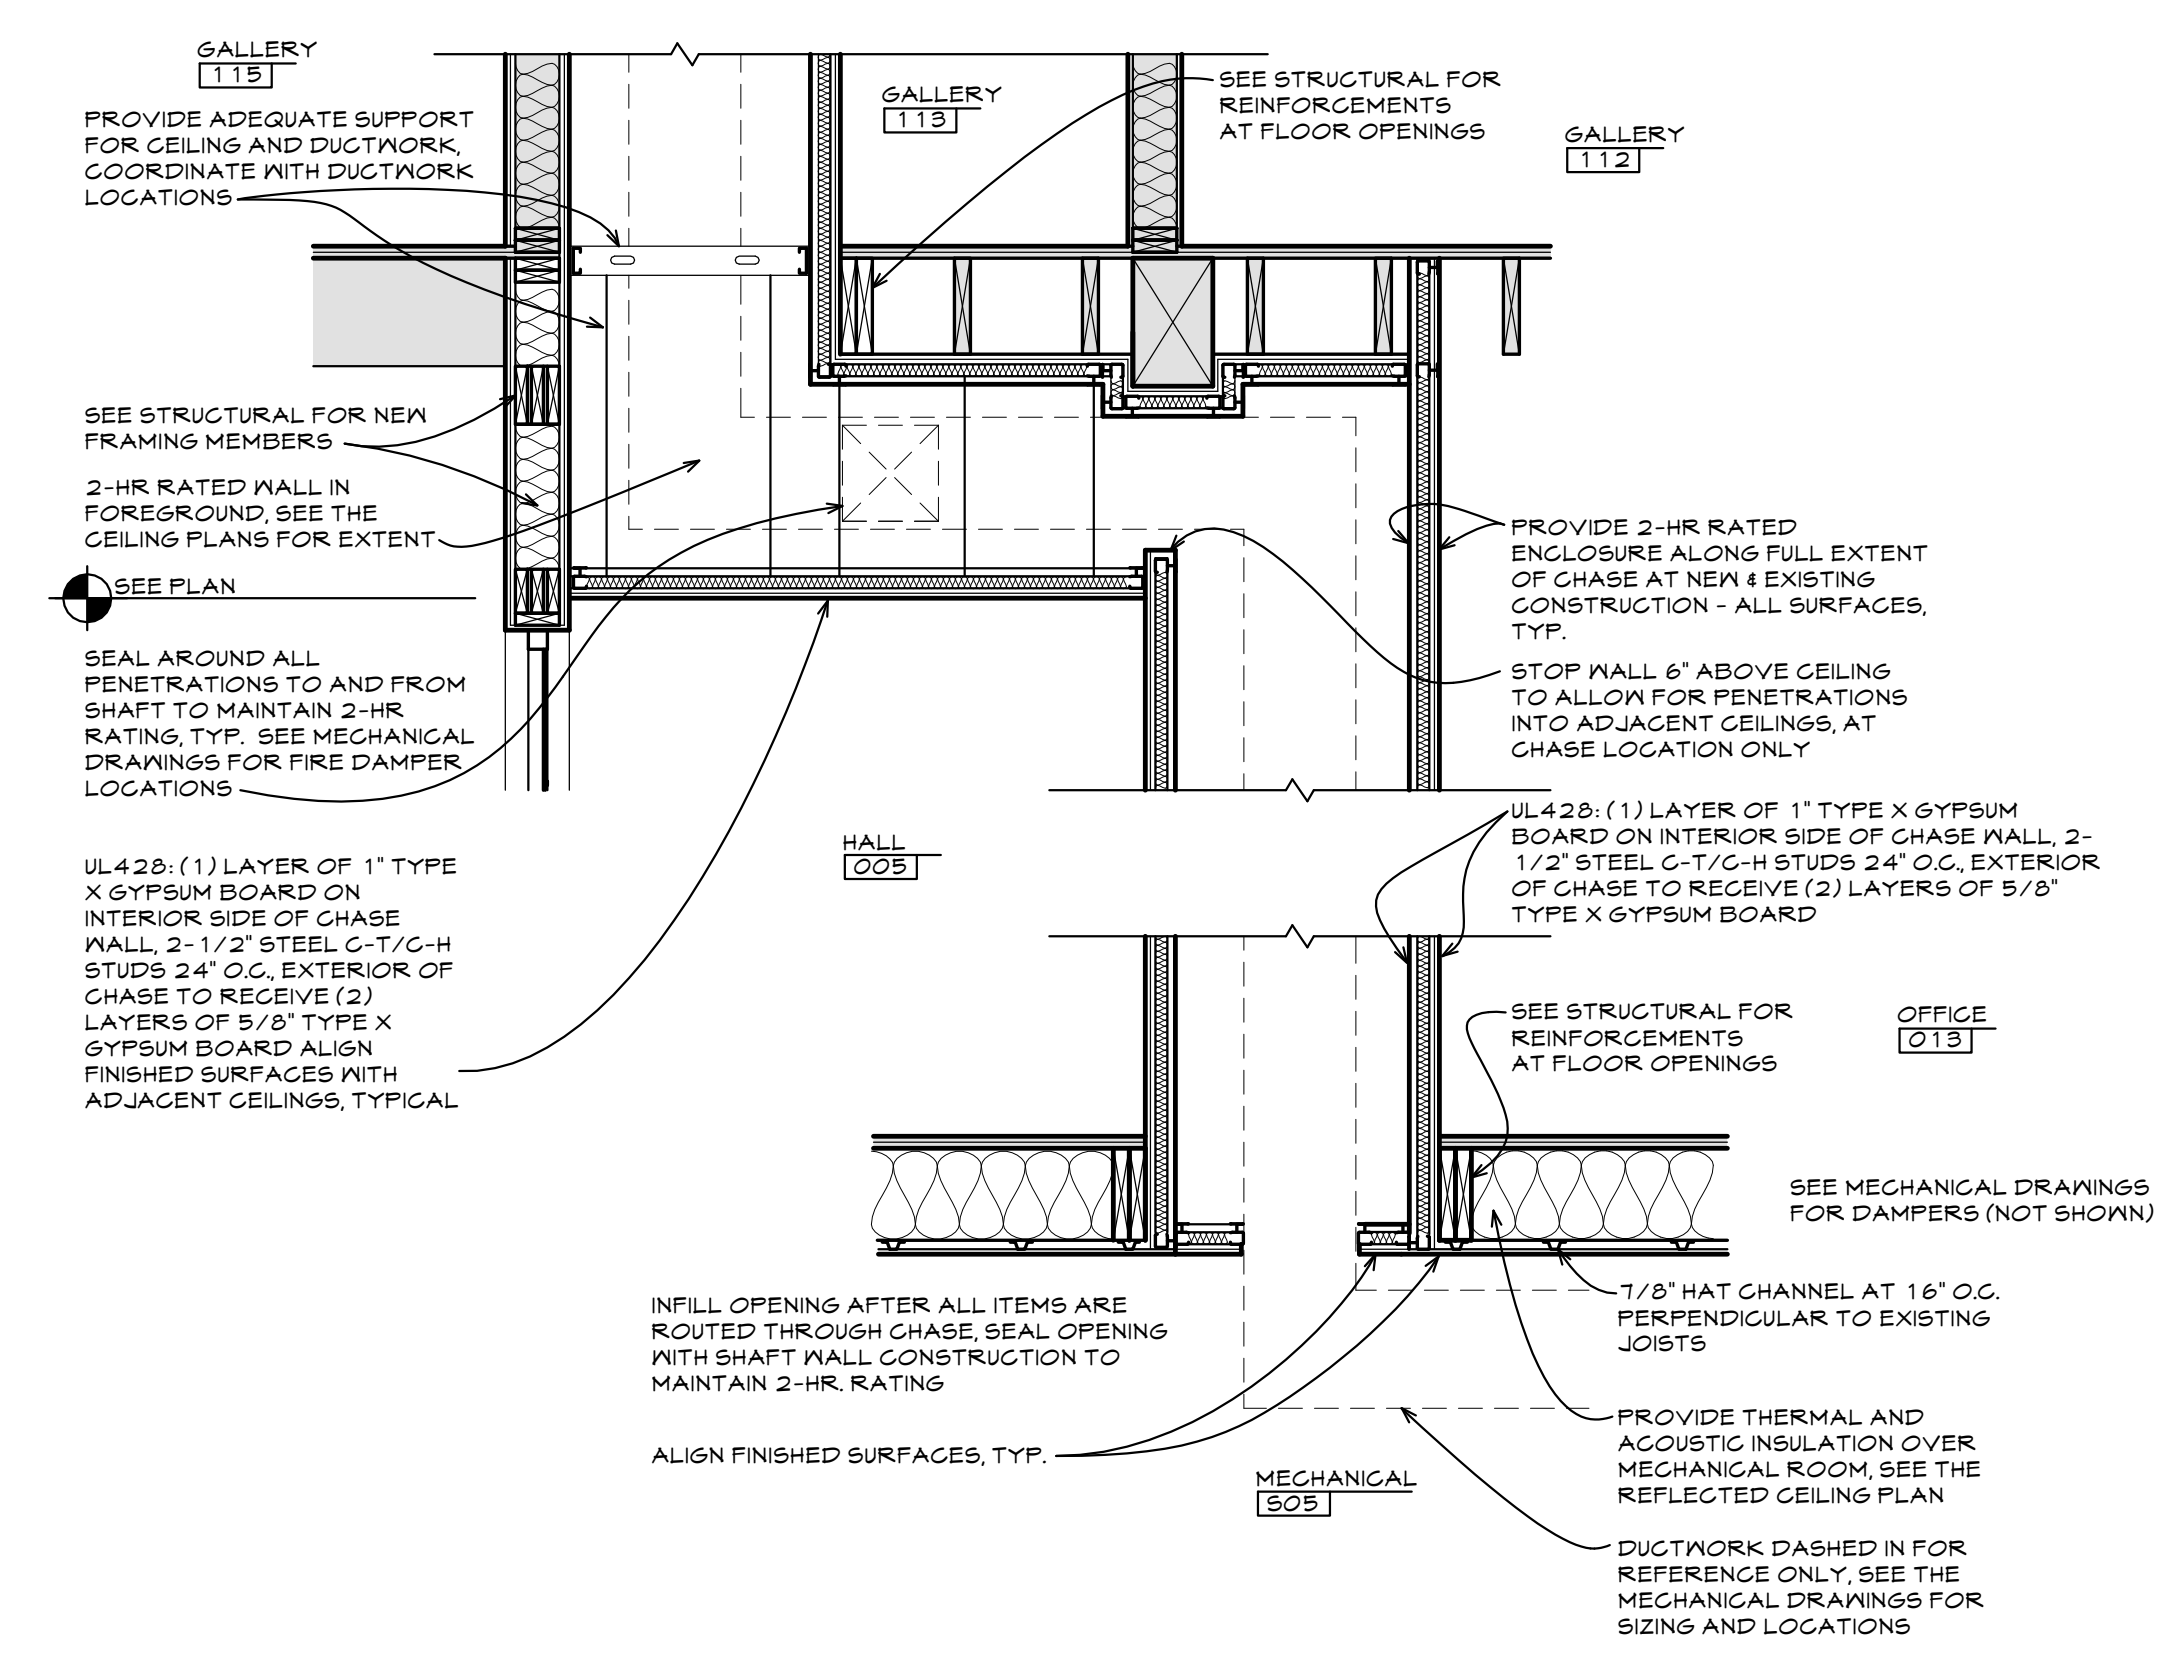 GALLERY
115
PROVIDE ADEQUATE SUPPORT
FOR CEILING AND DUCTWORK,
COORDINATE WITH DUCTWORK
LOCATIONS
GALLERY
113
SEE STRUCTURAL FOR
REINFORCEMENTS
AT FLOOR OPENINGS
GALLERY
112
SEE STRUCTURAL FOR NEW
FRAMING MEMBERS
2-HR RATED WALL IN
FOREGROUND, SEE THE
CEILING PLANS FOR EXTENT
SEE PLAN
SEAL AROUND ALL
PENETRATIONS TO AND FROM
SHAFT TO MAINTAIN 2-HR
RATING, TYP. SEE MECHANICAL
DRAWINGS FOR FIRE DAMPER
LOCATIONS
UL428: (1) LAYER OF 1" TYPE
X GYPSUM BOARD ON
INTERIOR SIDE OF CHASE
WALL, 2-1/2" STEEL C-T/C-H
STUDS 24" O.C., EXTERIOR OF
CHASE TO RECEIVE (2)
LAYERS OF 5/8" TYPE X
GYPSUM BOARD ALIGN
FINISHED SURFACES WITH
ADJACENT CEILINGS, TYPICAL
HALL
005
PROVIDE 2-HR RATED
ENCLOSURE ALONG FULL EXTENT
OF CHASE AT NEW & EXISTING
CONSTRUCTION - ALL SURFACES,
TYP.
STOP WALL 6" ABOVE CEILING
TO ALLOW FOR PENETRATIONS
INTO ADJACENT CEILINGS, AT
CHASE LOCATION ONLY
UL428: (1) LAYER OF 1" TYPE X GYPSUM
BOARD ON INTERIOR SIDE OF CHASE WALL, 2-
1/2" STEEL C-T/C-H STUDS 24" O.C., EXTERIOR
OF CHASE TO RECEIVE (2) LAYERS OF 5/8"
TYPE X GYPSUM BOARD
SEE STRUCTURAL FOR
REINFORCEMENTS
AT FLOOR OPENINGS
OFFICE
013
SEE MECHANICAL DRAWINGS
FOR DAMPERS (NOT SHOWN)
7/8" HAT CHANNEL AT 16" O.C.
PERPENDICULAR TO EXISTING
JOISTS
INFILL OPENING AFTER ALL ITEMS ARE
ROUTED THROUGH CHASE, SEAL OPENING
WITH SHAFT WALL CONSTRUCTION TO
MAINTAIN 2-HR. RATING
ALIGN FINISHED SURFACES, TYP.
MECHANICAL
S05
PROVIDE THERMAL AND
ACOUSTIC INSULATION OVER
MECHANICAL ROOM, SEE THE
REFLECTED CEILING PLAN
DUCTWORK DASHED IN FOR
REFERENCE ONLY, SEE THE
MECHANICAL DRAWINGS FOR
SIZING AND LOCATIONS